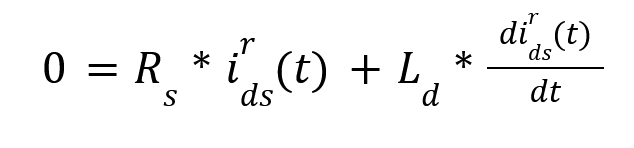 0 = R_s * i^r_ds(t) + L_d * di^r_ds(t)/dt